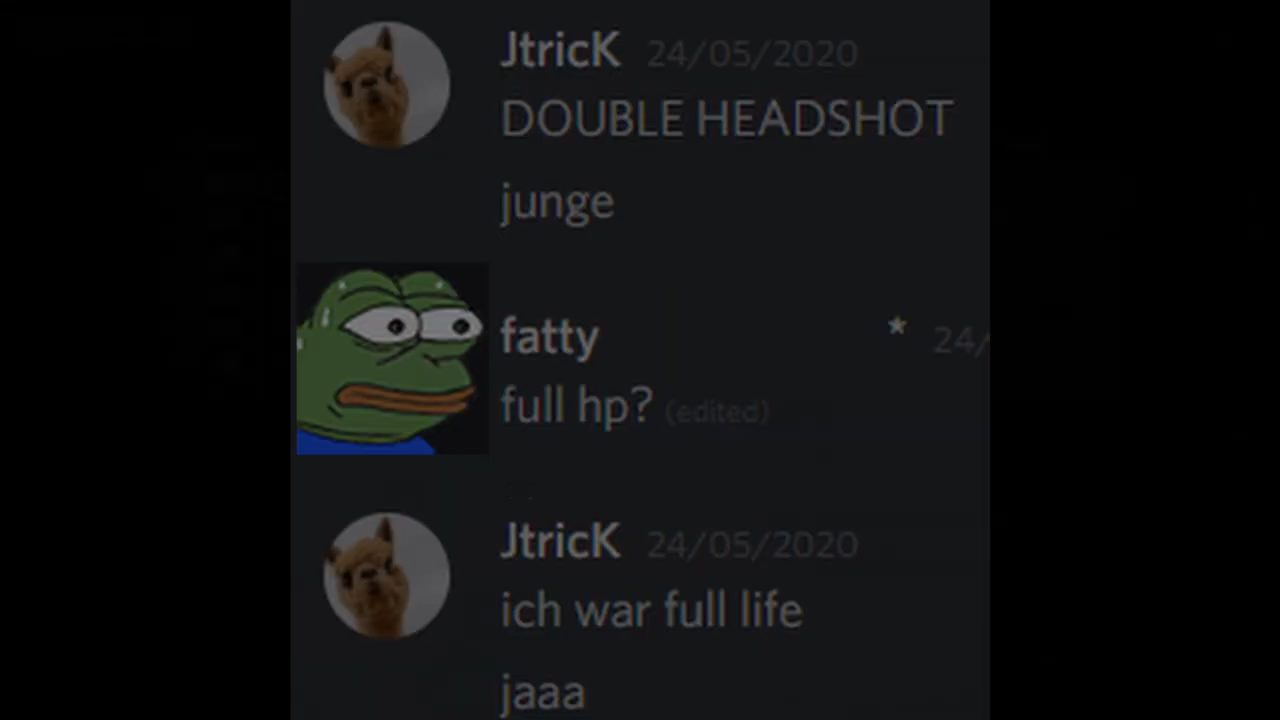 JtricK 24/05/2020
DOUBLE HEADSHOT
junge
fatty * 24/
full hp? (edited)
JtricK 24/05/2020
ich war full life
jaaa